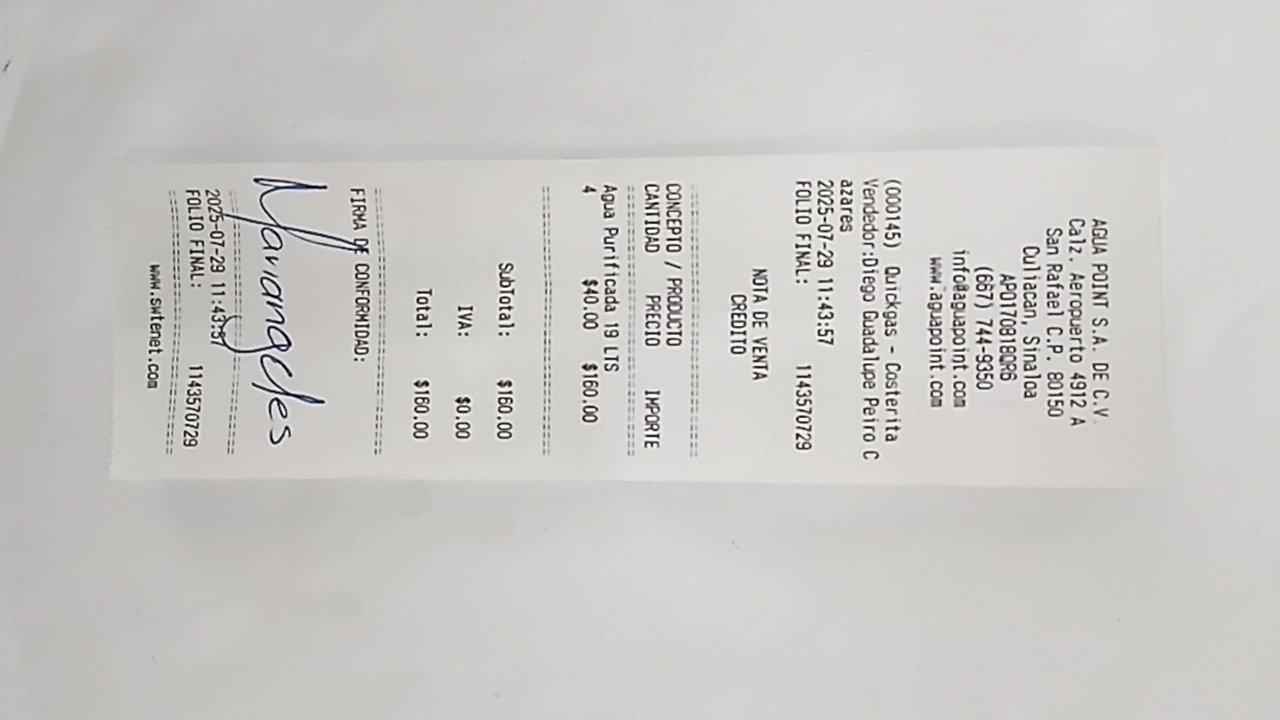 AGUA POINT S.A. DE C.V.
Calz. Aeropuerto 4912 A
San Rafael C.P. 80150
Culiacan, Sinaloa
APO170818QR6
(667) 744-9350
info@aguapoint.com
www.aguapoint.com
(000145) Quickgas - Costerita
Vendedor:Diego Guadalupe Peiro C
azares
2025-07-29 11:43:57
FOLIO FINAL: 1143570729
NOTA DE VENTA
CREDITO
CONCEPTO / PRODUCTO
CANTIDAD PRECIO IMPORTE
Agua Purificada 19 LTS
4 $40.00 $160.00
SubTotal: $160.00
IVA: $0.00
Total: $160.00
FIRMA DE CONFORMIDAD:
Mariangeles
2025-07-29 11:43:57
FOLIO FINAL: 1143570729
www.swtenet.com